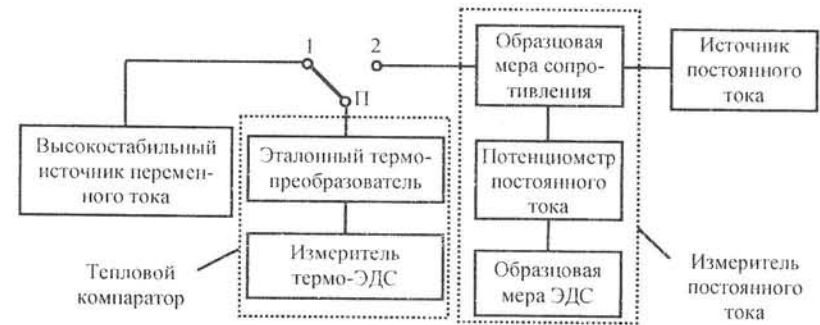 1
2
П
Высокостабильный
источник перемен-
ного тока
Эталонный термо-
преобразователь
Измеритель
термо-ЭДС
Тепловой
компаратор
Образцовая
мера сопро-
тивления
Потенциометр
постоянного
тока
Образцовая
мера ЭДС
Источник
постоянного
тока
Измеритель
постоянного
тока